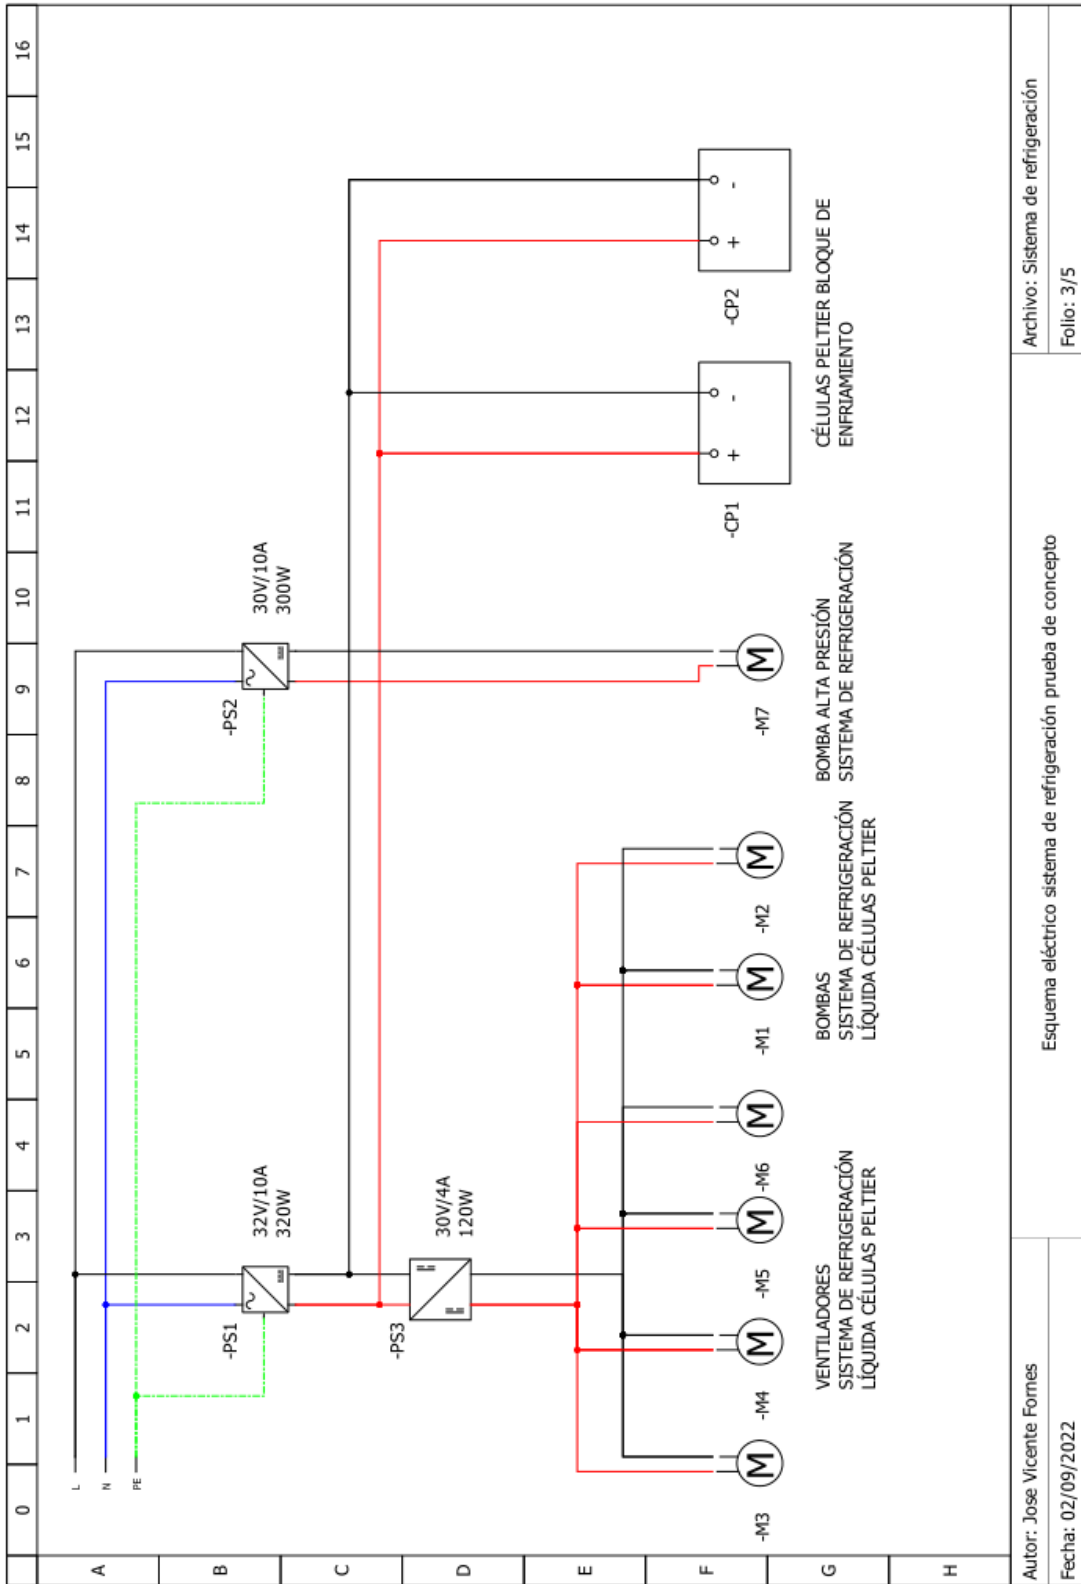 0 1 2 3 4 5 6 7 8 9 10 11 12 13 14 15 16
A
B
C
D
E
F
G
H
L
N
PE
-PS1
32V/10A
320W
-PS2
30V/10A
300W
-PS3
30V/4A
120W
-M3
-M4
-M5
-M6
-M1
-M2
-M7
M
M
M
M
M
M
M
-CP1
+
-
-CP2
+
-
VENTILADORES
SISTEMA DE REFRIGERACIÓN
LÍQUIDA CÉLULAS PELTIER
BOMBAS
SISTEMA DE REFRIGERACIÓN
LÍQUIDA CÉLULAS PELTIER
BOMBA ALTA PRESIÓN
SISTEMA DE REFRIGERACIÓN
CÉLULAS PELTIER BLOQUE DE
ENFRIAMIENTO
Autor: Jose Vicente Fornes
Fecha: 02/09/2022
Esquema eléctrico sistema de refrigeración prueba de concepto
Archivo: Sistema de refrigeración
Folio: 3/5